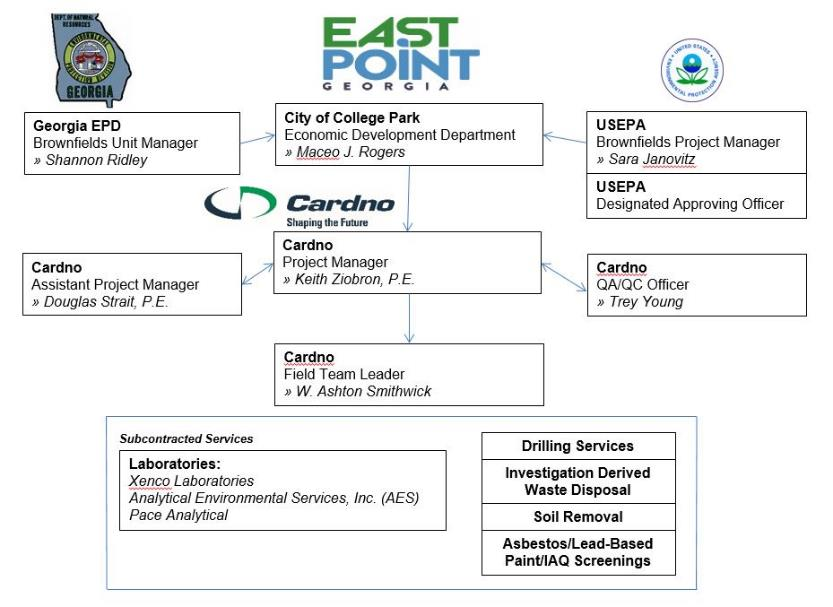 DEPT. OF NATURAL
RESOURCES
ENVIRONMENTAL
PROTECTION DIVISION
GEORGIA
EAST
POINT
GEORGIA
UNITED STATES
ENVIRONMENTAL PROTECTION AGENCY
Georgia EPD
Brownfields Unit Manager
» Shannon Ridley
City of College Park
Economic Development Department
» Maceo J. Rogers
USEPA
Brownfields Project Manager
» Sara Janovitz
USEPA
Designated Approving Officer
Cardno
Shaping the Future
Cardno
Assistant Project Manager
» Douglas Strait, P.E.
Cardno
Project Manager
» Keith Ziobron, P.E.
Cardno
QA/QC Officer
» Trey Young
Cardno
Field Team Leader
» W. Ashton Smithwick
Subcontracted Services
Laboratories:
Xenco Laboratories
Analytical Environmental Services, Inc. (AES)
Pace Analytical
Drilling Services
Investigation Derived
Waste Disposal
Soil Removal
Asbestos/Lead-Based
Paint/IAQ Screenings